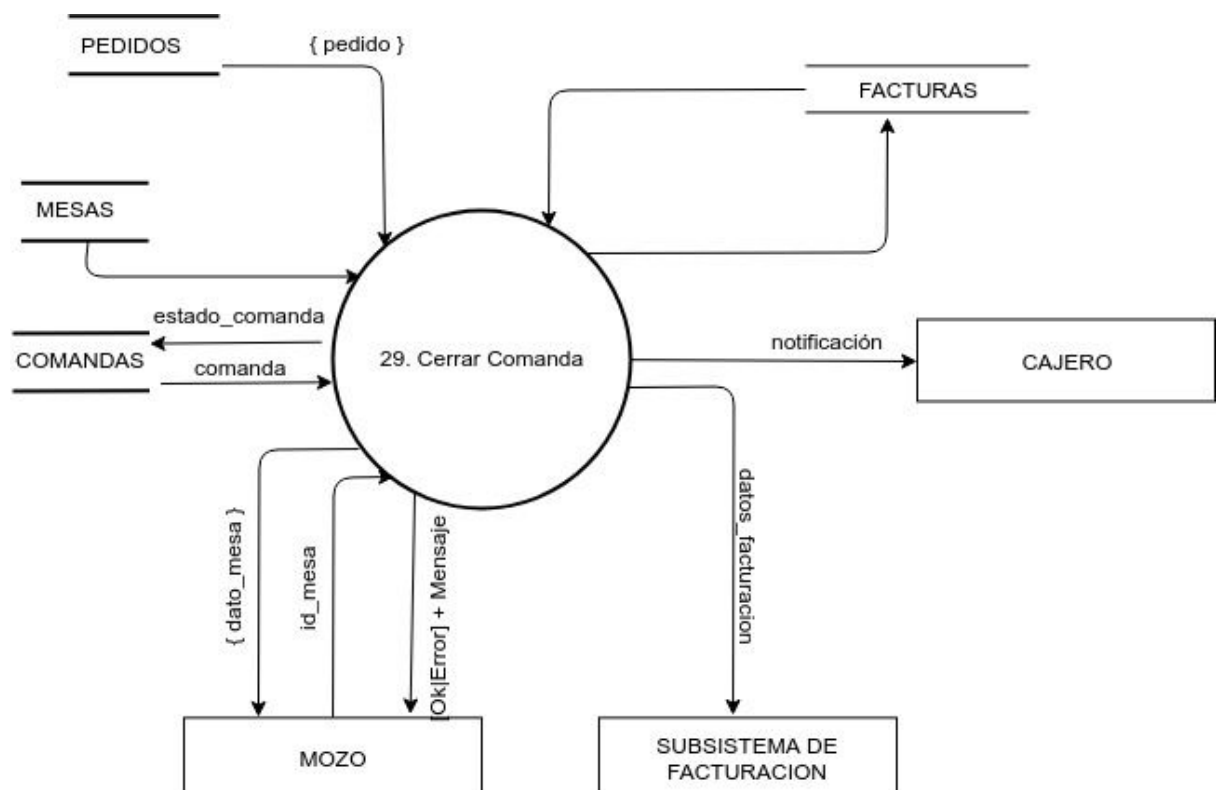 PEDIDOS
{ pedido }
FACTURAS
MESAS
estado_comanda
COMANDAS
comanda
29. Cerrar Comanda
notificación
CAJERO
{ dato_mesa }
id_mesa
[Ok|Error] + Mensaje
datos_facturacion
MOZO
SUBSISTEMA DE
FACTURACION